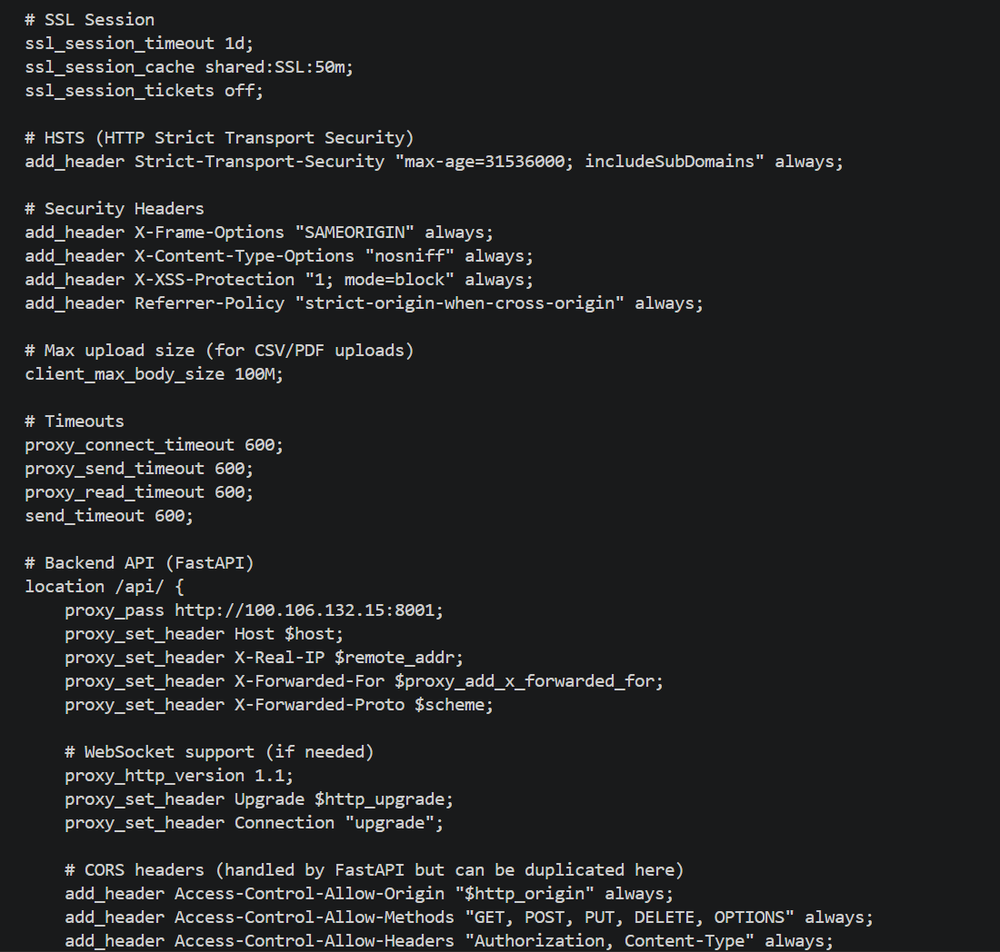 # SSL Session
ssl_session_timeout 1d;
ssl_session_cache shared:SSL:50m;
ssl_session_tickets off;

# HSTS (HTTP Strict Transport Security)
add_header Strict-Transport-Security "max-age=31536000; includeSubDomains" always;

# Security Headers
add_header X-Frame-Options "SAMEORIGIN" always;
add_header X-Content-Type-Options "nosniff" always;
add_header X-XSS-Protection "1; mode=block" always;
add_header Referrer-Policy "strict-origin-when-cross-origin" always;

# Max upload size (for CSV/PDF uploads)
client_max_body_size 100M;

# Timeouts
proxy_connect_timeout 600;
proxy_send_timeout 600;
proxy_read_timeout 600;
send_timeout 600;

# Backend API (FastAPI)
location /api/ {
    proxy_pass http://100.106.132.15:8001;
    proxy_set_header Host $host;
    proxy_set_header X-Real-IP $remote_addr;
    proxy_set_header X-Forwarded-For $proxy_add_x_forwarded_for;
    proxy_set_header X-Forwarded-Proto $scheme;

    # WebSocket support (if needed)
    proxy_http_version 1.1;
    proxy_set_header Upgrade $http_upgrade;
    proxy_set_header Connection "upgrade";

    # CORS headers (handled by FastAPI but can be duplicated here)
    add_header Access-Control-Allow-Origin "$http_origin" always;
    add_header Access-Control-Allow-Methods "GET, POST, PUT, DELETE, OPTIONS" always;
    add_header Access-Control-Allow-Headers "Authorization, Content-Type" always;